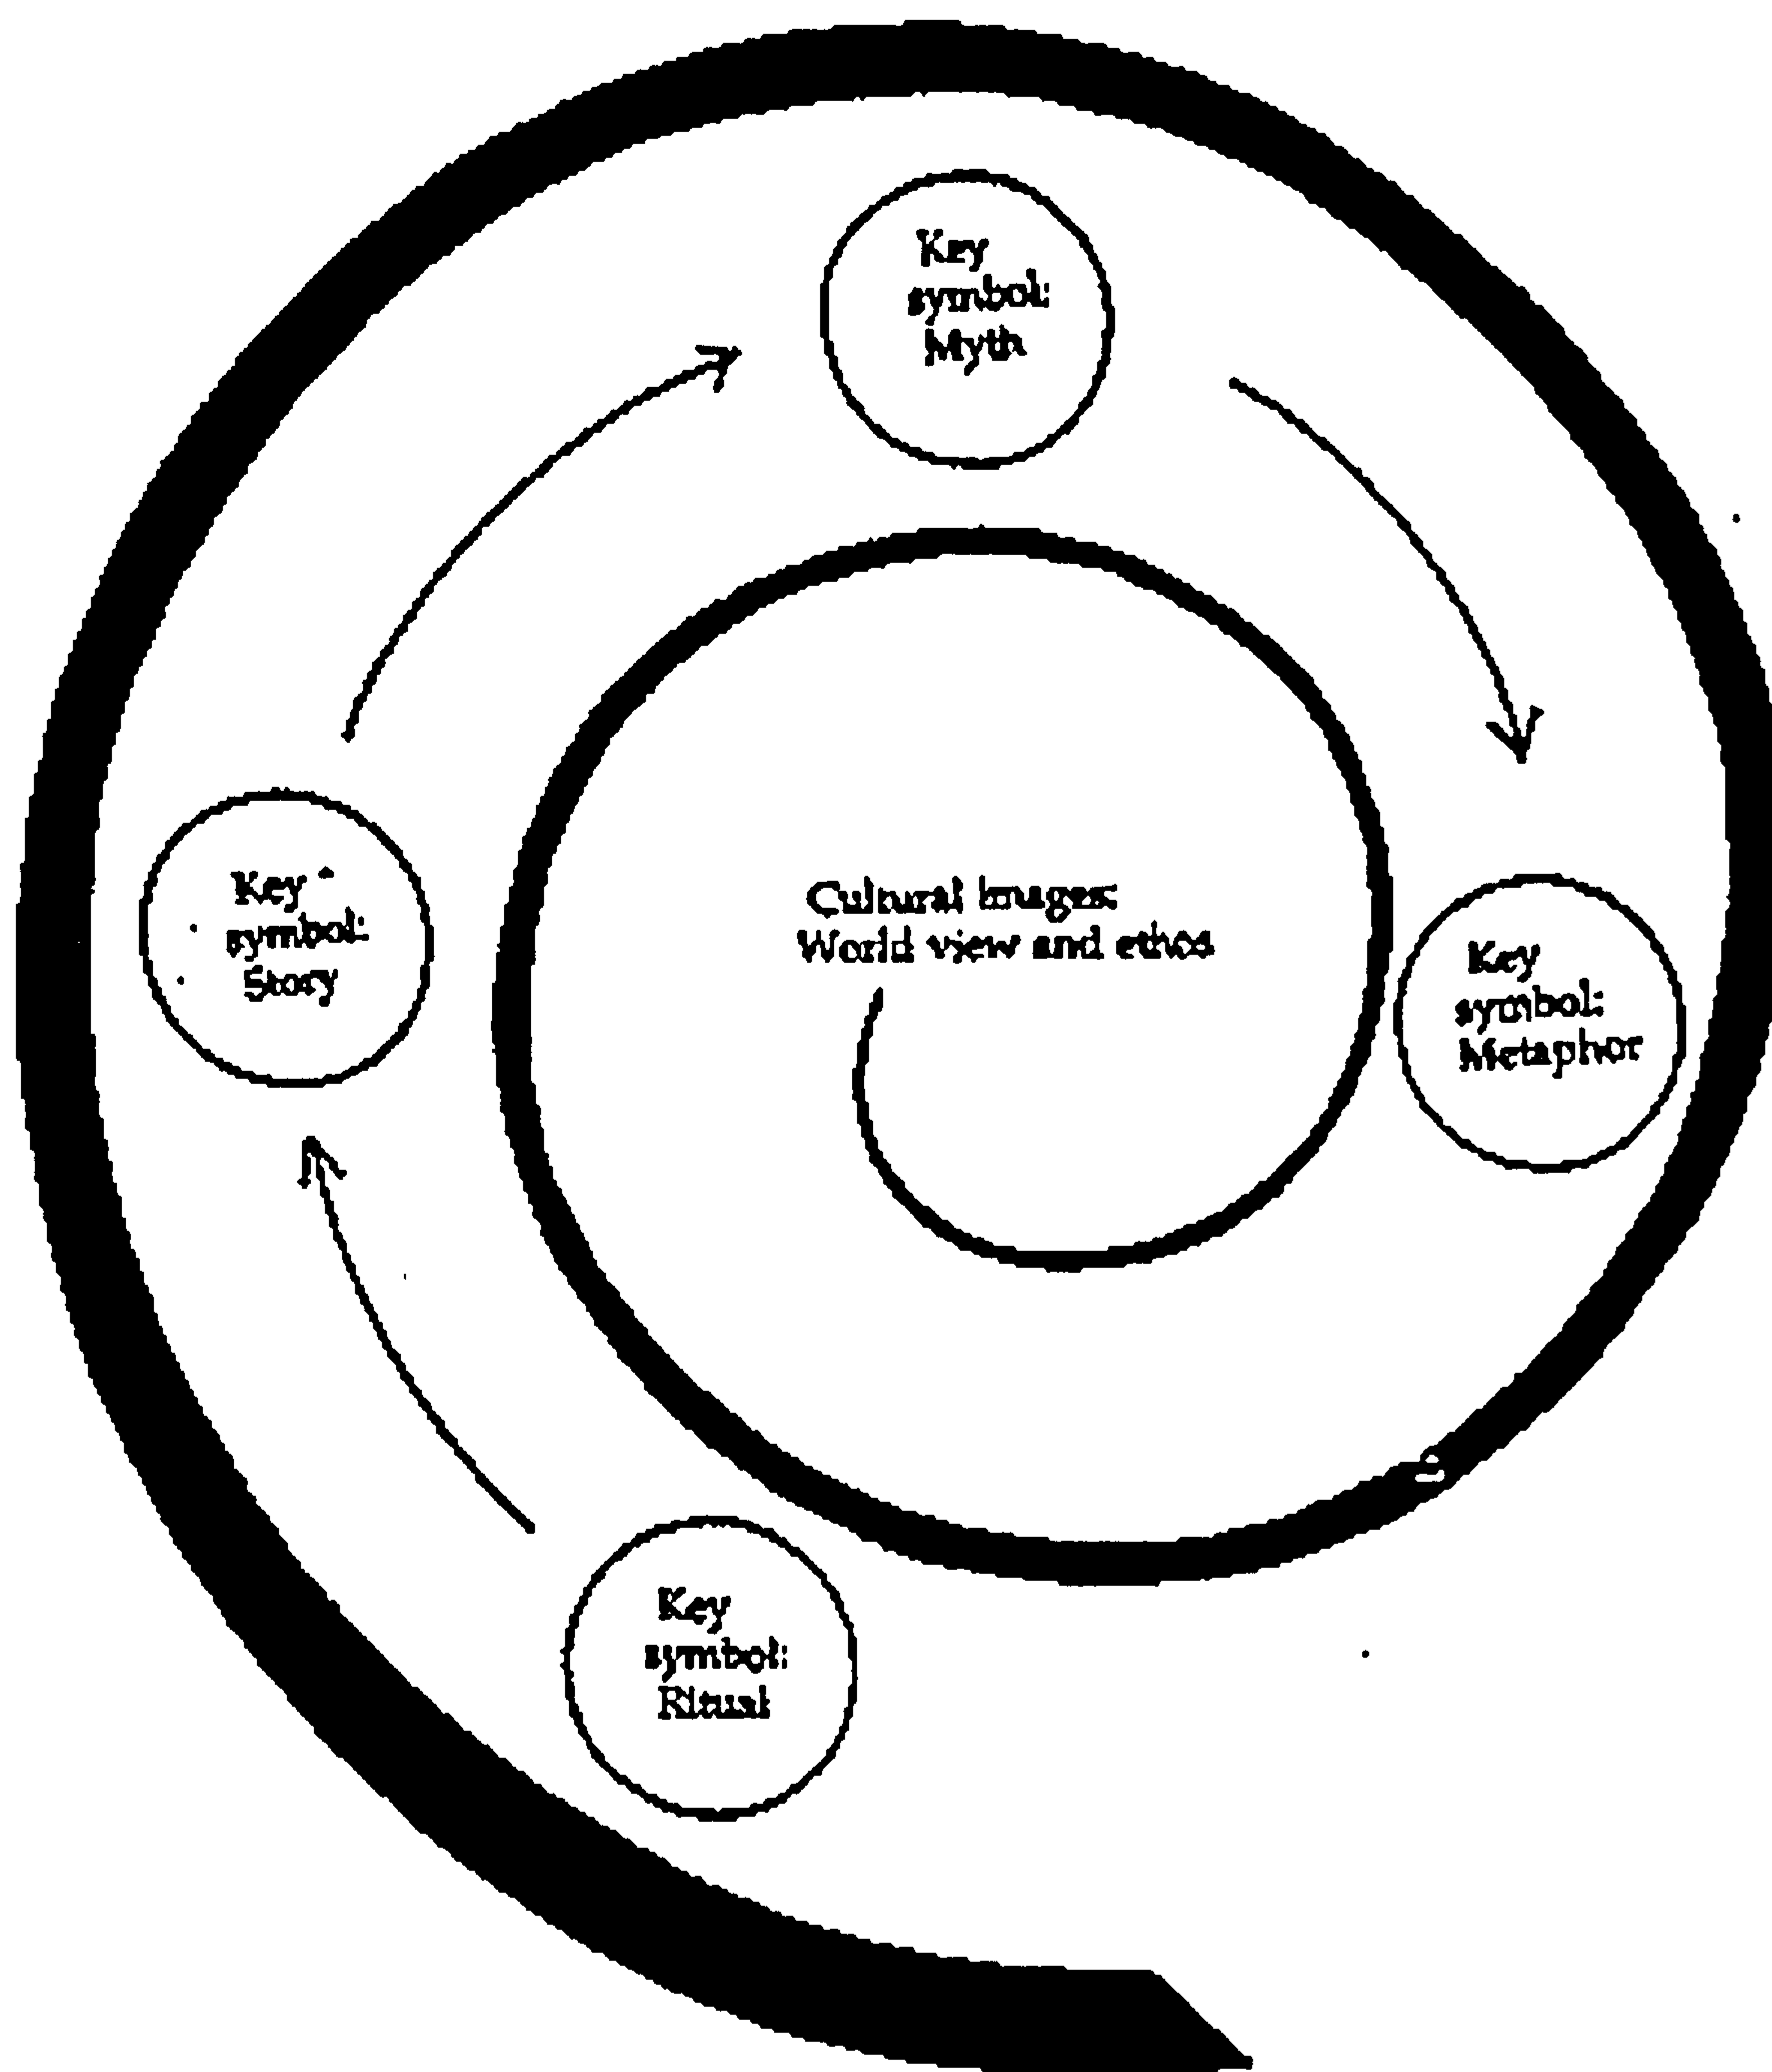 Key
symbol:
Myth
Key
symbol:
Story
Cultural Images:
World view and ethos
Key
symbol:
Metaphor
Key
symbol:
Ritual